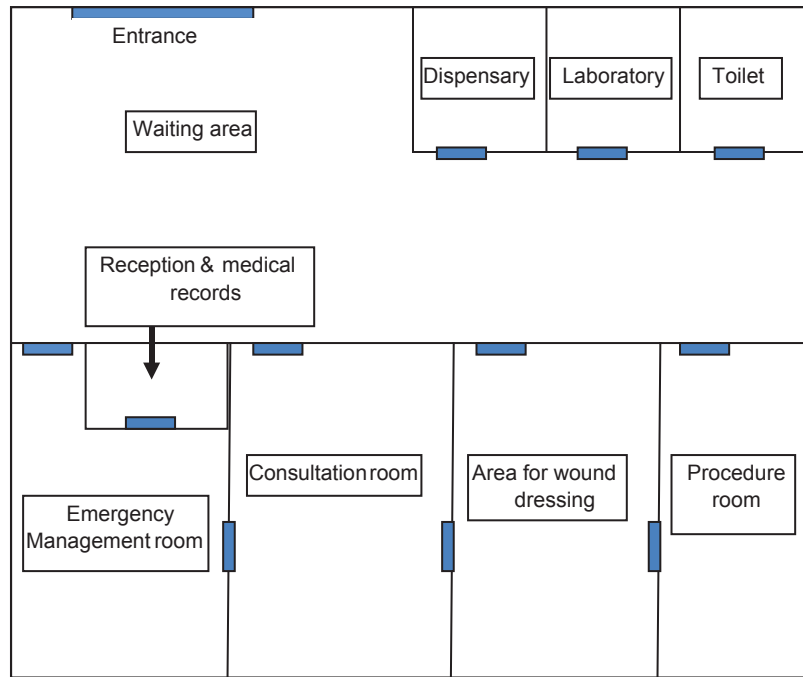 Entrance
Dispensary
Laboratory
Toilet
Waiting area
Reception & medical
records
Consultation room
Area for wound
dressing
Procedure
room
Emergency
Management room